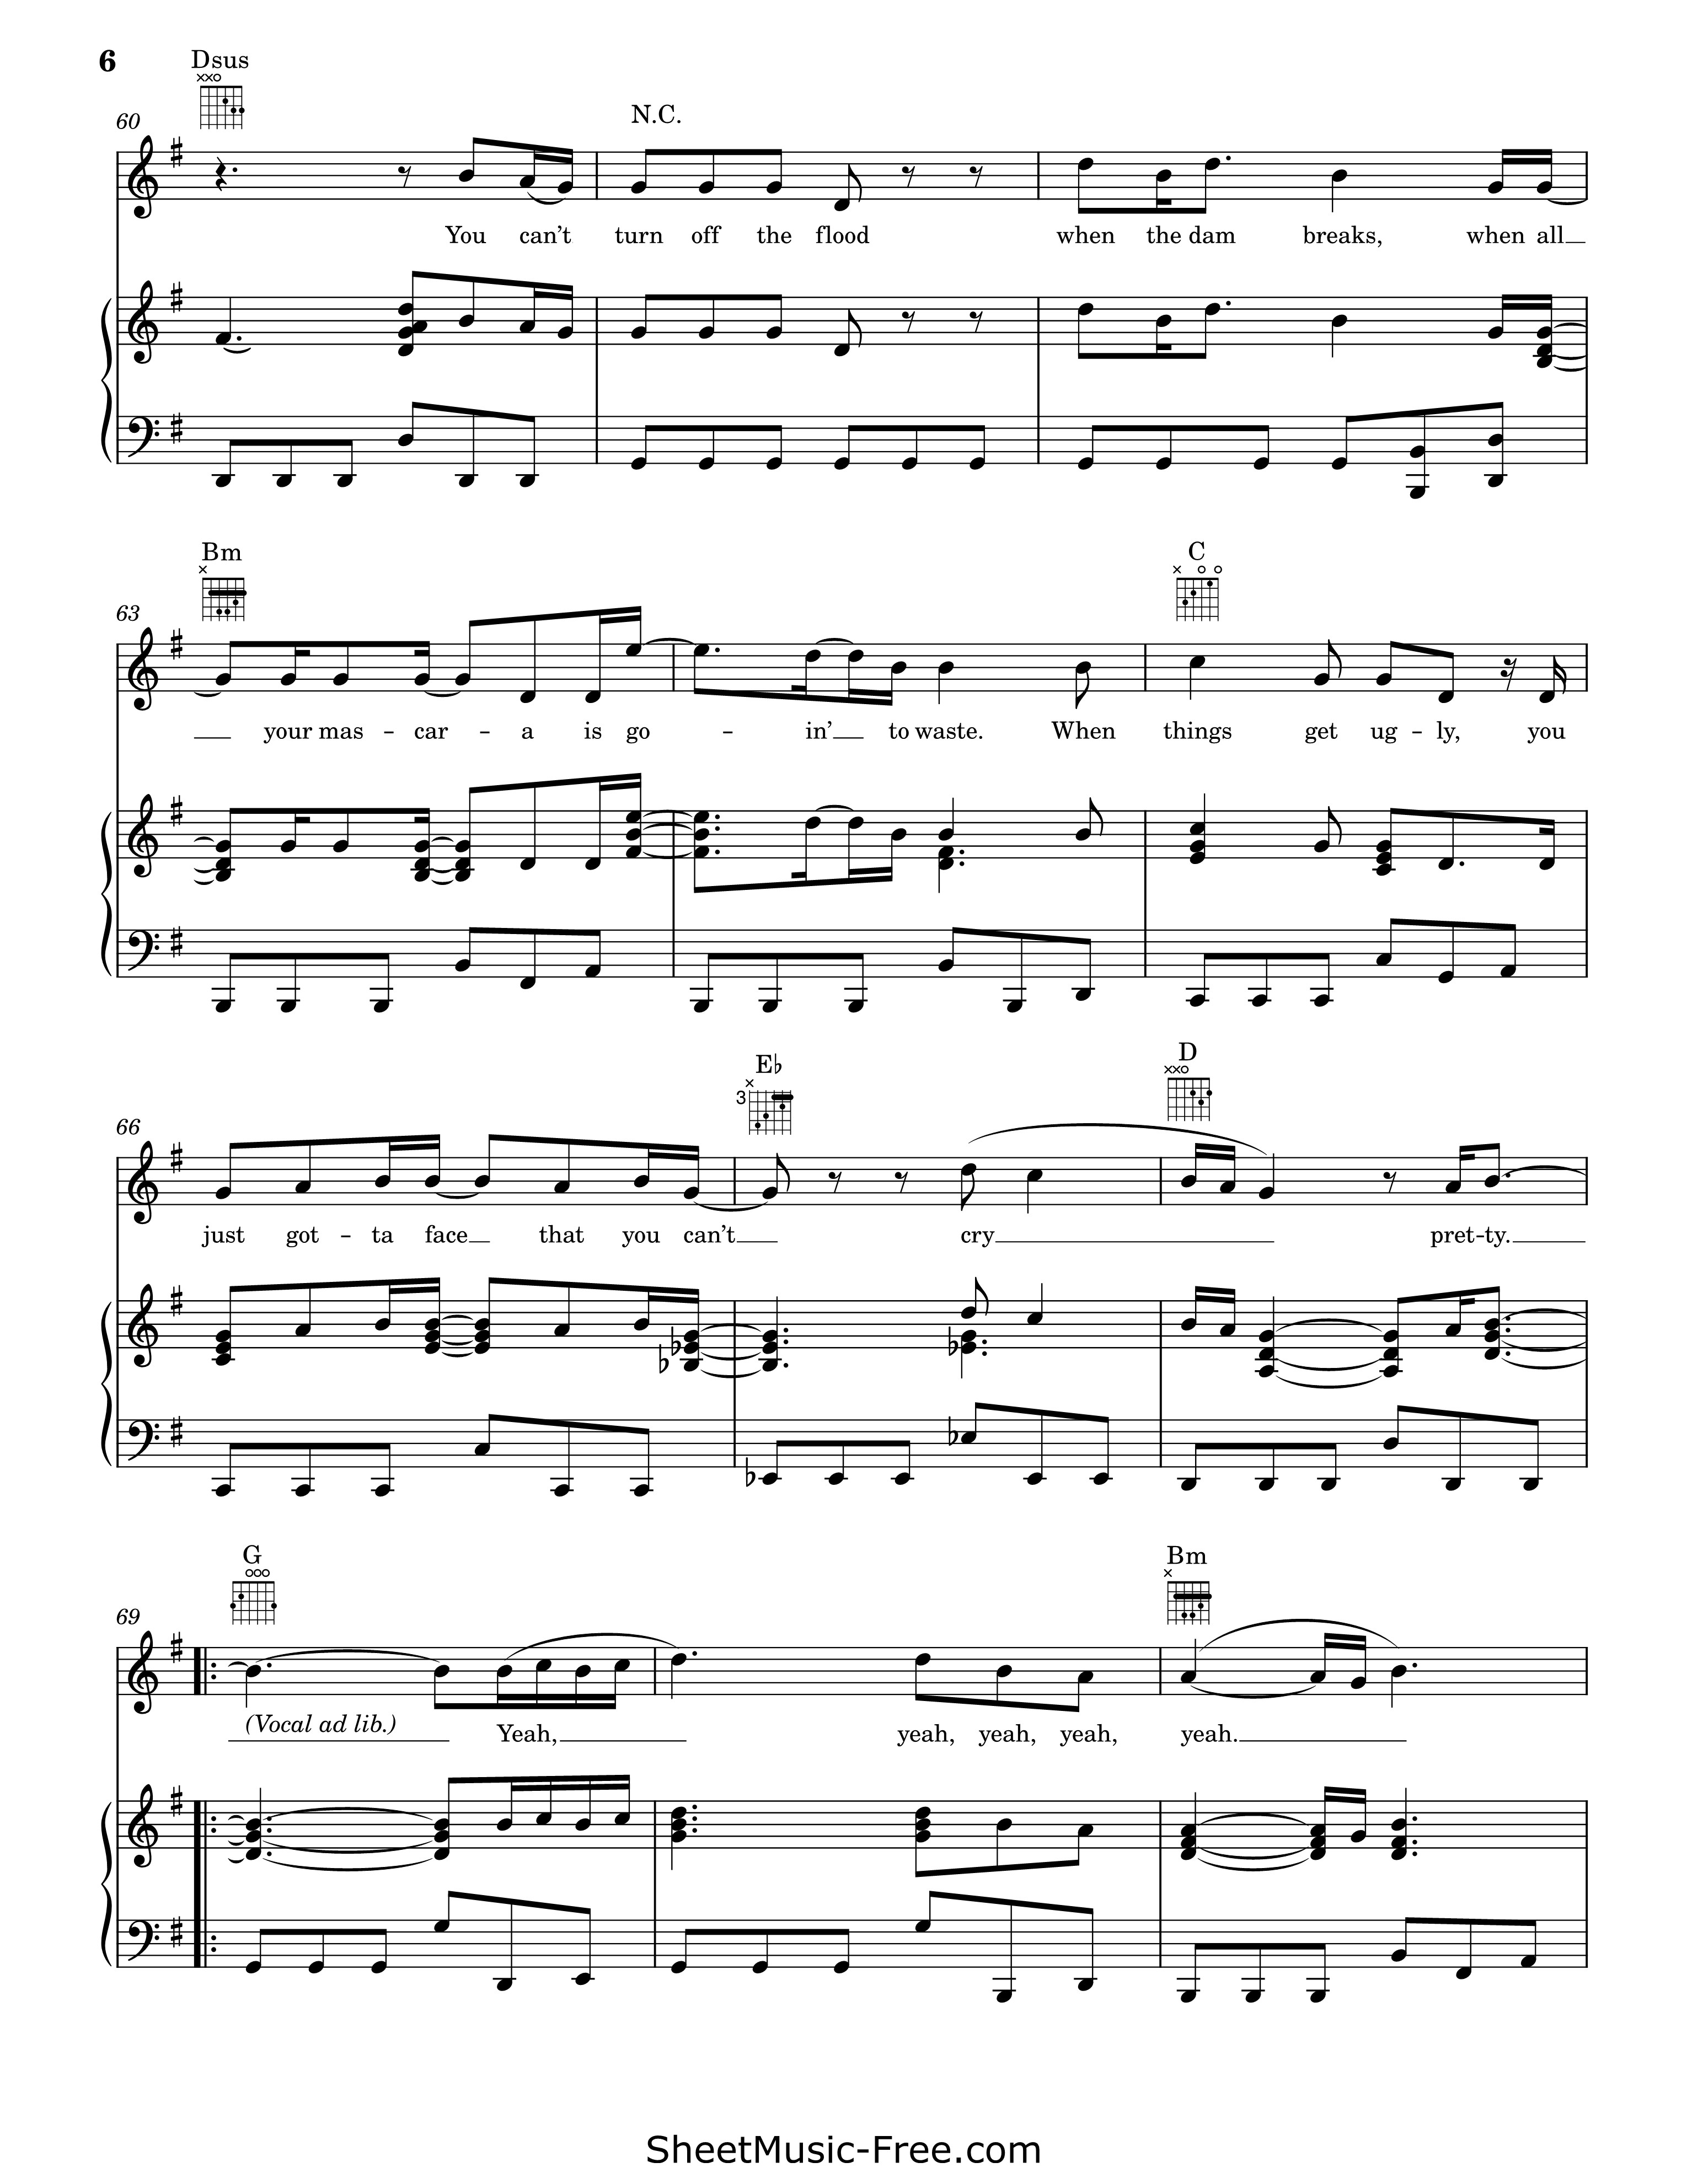 6
Dsus
60
N.C.
You can’t turn off the flood when the dam breaks, when all
Bm
C
63
your mas - car - a is go - in’ to waste. When things get ug - ly, you
E♭
D
3
66
just got - ta face that you can’t cry pret - ty.
G
Bm
69
(Vocal ad lib.)
Yeah, yeah, yeah, yeah, yeah.
SheetMusic-Free.com